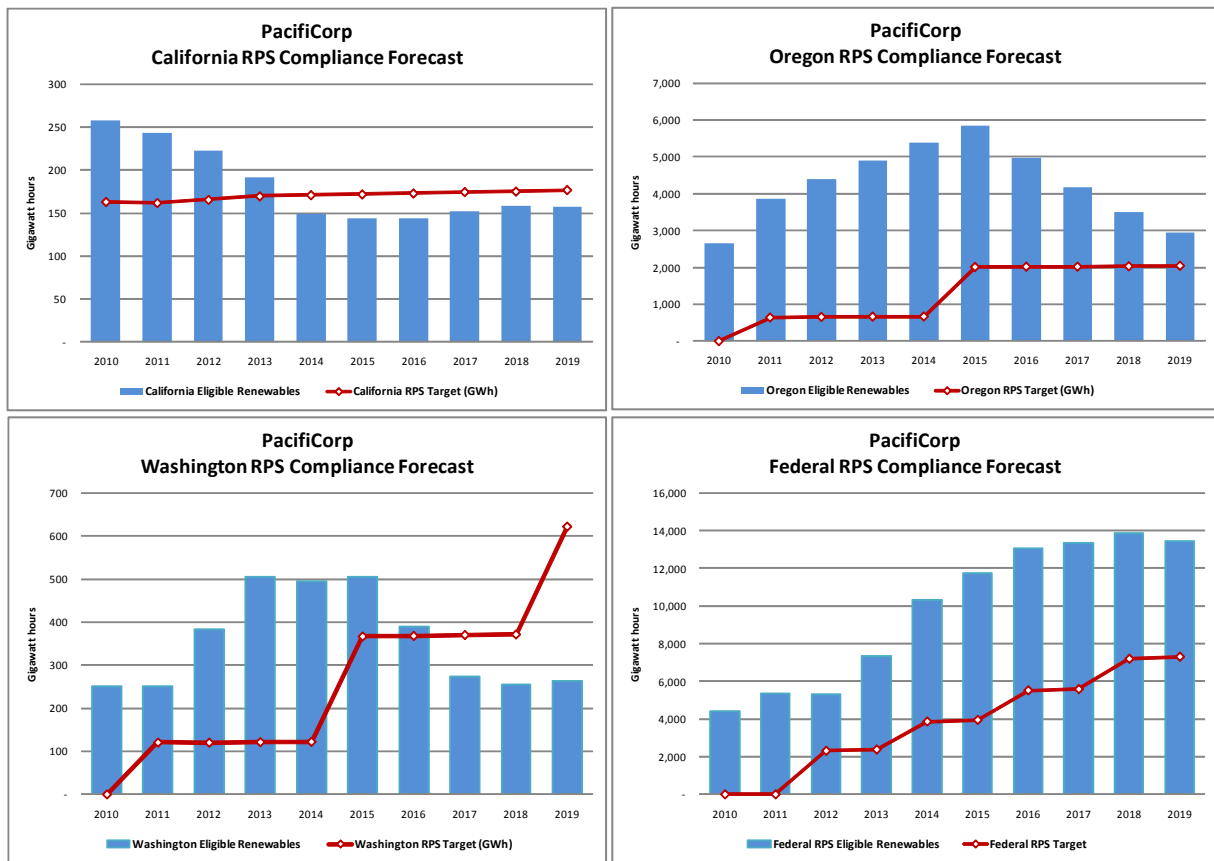 PacifiCorp
California RPS Compliance Forecast
300
250
200
150
100
50
-
Gigawatt hours
2010 2011 2012 2013 2014 2015 2016 2017 2018 2019
California Eligible Renewables California RPS Target (GWh)
PacifiCorp
Oregon RPS Compliance Forecast
7,000
6,000
5,000
4,000
3,000
2,000
1,000
-
Gigawatt hours
2010 2011 2012 2013 2014 2015 2016 2017 2018 2019
Oregon Eligible Renewables Oregon RPS Target (GWh)
PacifiCorp
Washington RPS Compliance Forecast
700
600
500
400
300
200
100
-
Gigawatt hours
2010 2011 2012 2013 2014 2015 2016 2017 2018 2019
Washington Eligible Renewables Washington RPS Target (GWh)
PacifiCorp
Federal RPS Compliance Forecast
16,000
14,000
12,000
10,000
8,000
6,000
4,000
2,000
-
Gigawatt hours
2010 2011 2012 2013 2014 2015 2016 2017 2018 2019
Federal RPS Eligible Renewables Federal RPS Target